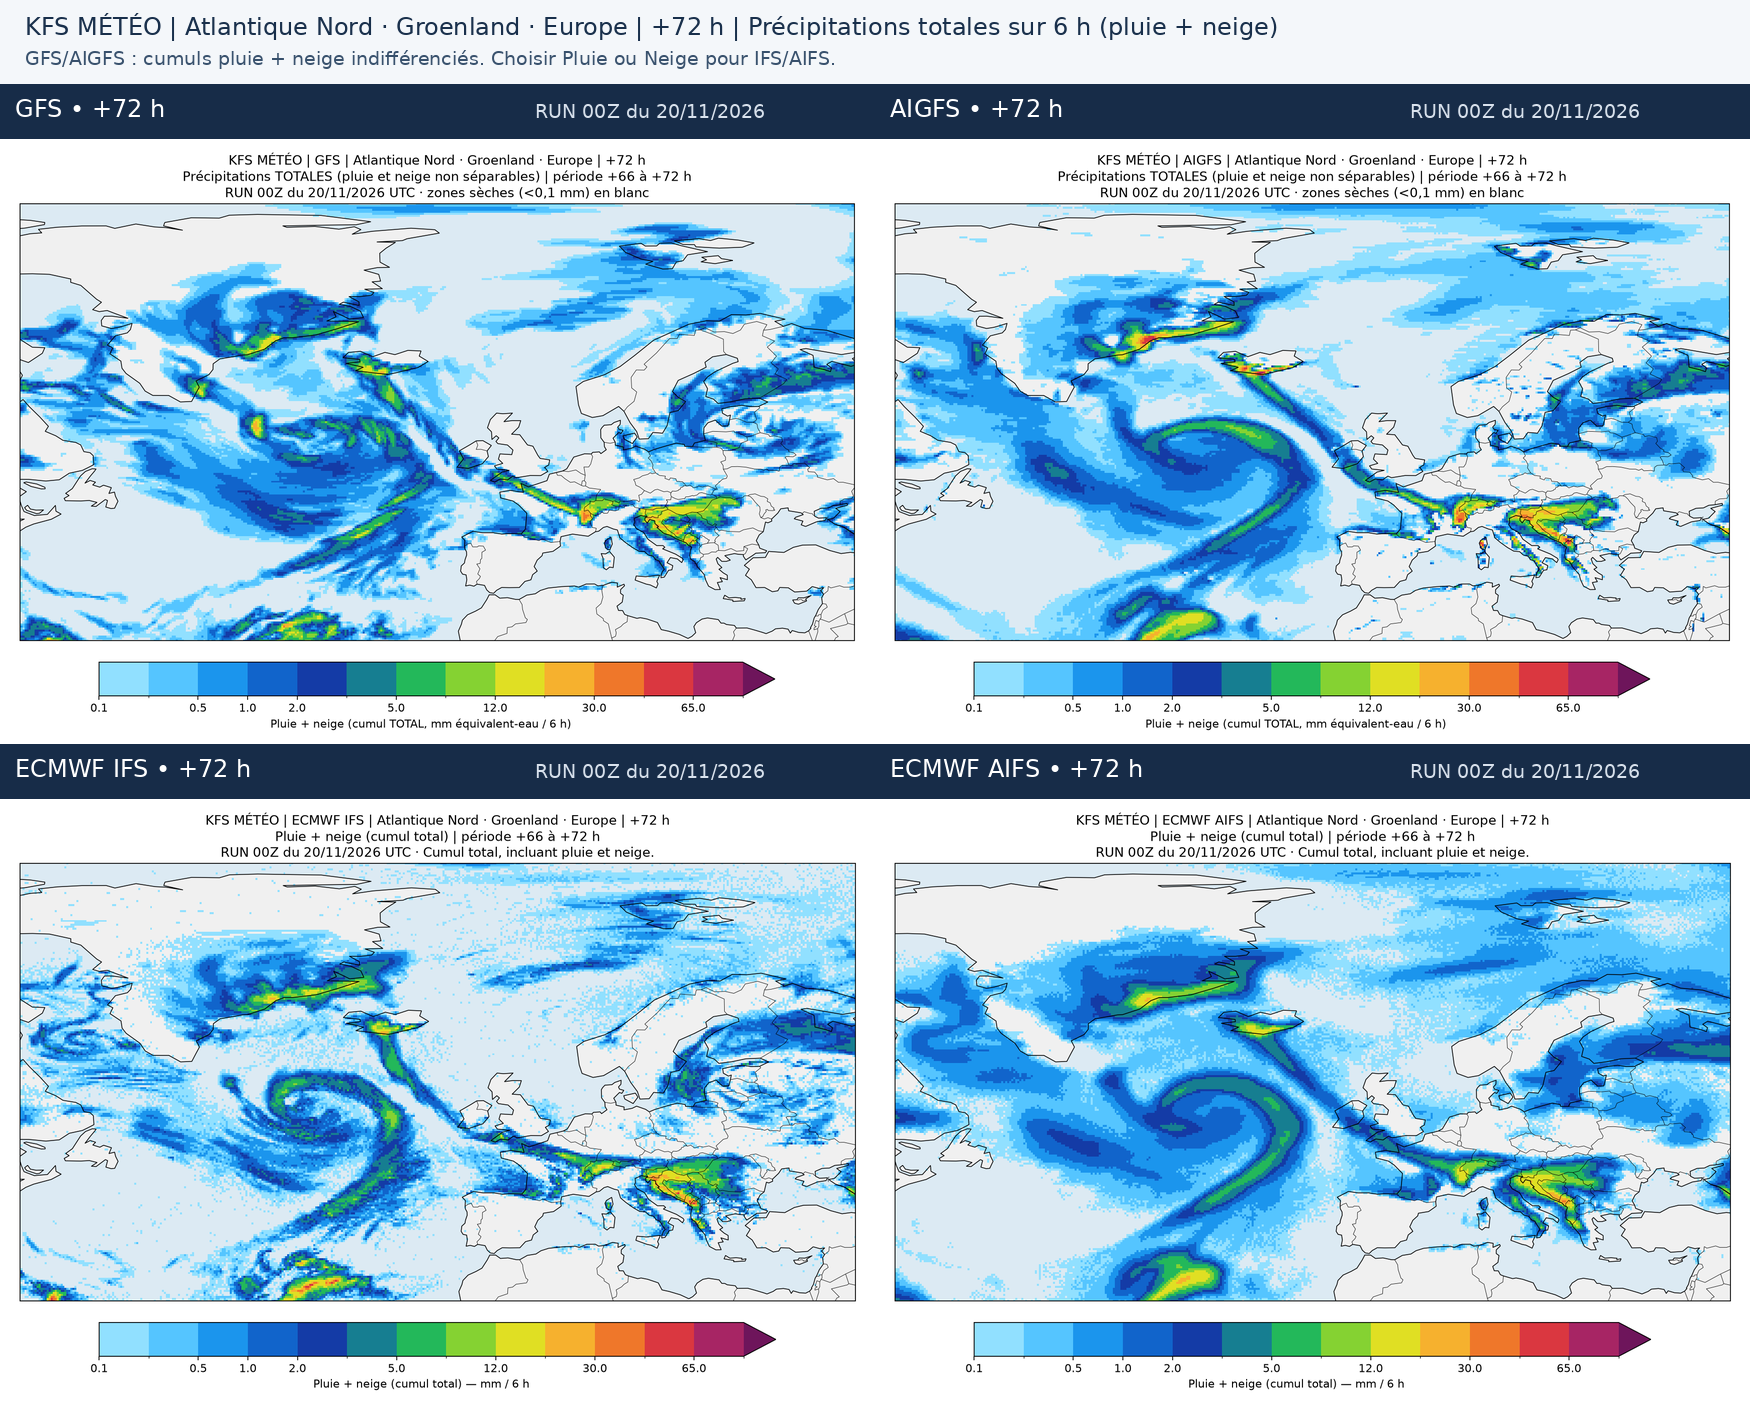 KFS MÉTÉO | Atlantique Nord · Groenland · Europe | +72 h | Précipitations totales sur 6 h (pluie + neige)
GFS/AIGFS : cumuls pluie + neige indifférenciés. Choisir Pluie ou Neige pour IFS/AIFS.
GFS • +72 h
RUN 00Z du 20/11/2026
AIGFS • +72 h
RUN 00Z du 20/11/2026
KFS MÉTÉO | GFS | Atlantique Nord · Groenland · Europe | +72 h
Précipitations TOTALES (pluie et neige non séparables) | période +66 à +72 h
RUN 00Z du 20/11/2026 UTC · zones sèches (<0,1 mm) en blanc
KFS MÉTÉO | AIGFS | Atlantique Nord · Groenland · Europe | +72 h
Précipitations TOTALES (pluie et neige non séparables) | période +66 à +72 h
RUN 00Z du 20/11/2026 UTC · zones sèches (<0,1 mm) en blanc
0.1 0.5 1.0 2.0 5.0 12.0 30.0 65.0
Pluie + neige (cumul TOTAL, mm équivalent-eau / 6 h)
0.1 0.5 1.0 2.0 5.0 12.0 30.0 65.0
Pluie + neige (cumul TOTAL, mm équivalent-eau / 6 h)
ECMWF IFS • +72 h
RUN 00Z du 20/11/2026
ECMWF AIFS • +72 h
RUN 00Z du 20/11/2026
KFS MÉTÉO | ECMWF IFS | Atlantique Nord · Groenland · Europe | +72 h
Pluie + neige (cumul total) | période +66 à +72 h
RUN 00Z du 20/11/2026 UTC · Cumul total, incluant pluie et neige.
KFS MÉTÉO | ECMWF AIFS | Atlantique Nord · Groenland · Europe | +72 h
Pluie + neige (cumul total) | période +66 à +72 h
RUN 00Z du 20/11/2026 UTC · Cumul total, incluant pluie et neige.
0.1 0.5 1.0 2.0 5.0 12.0 30.0 65.0
Pluie + neige (cumul total) — mm / 6 h
0.1 0.5 1.0 2.0 5.0 12.0 30.0 65.0
Pluie + neige (cumul total) — mm / 6 h